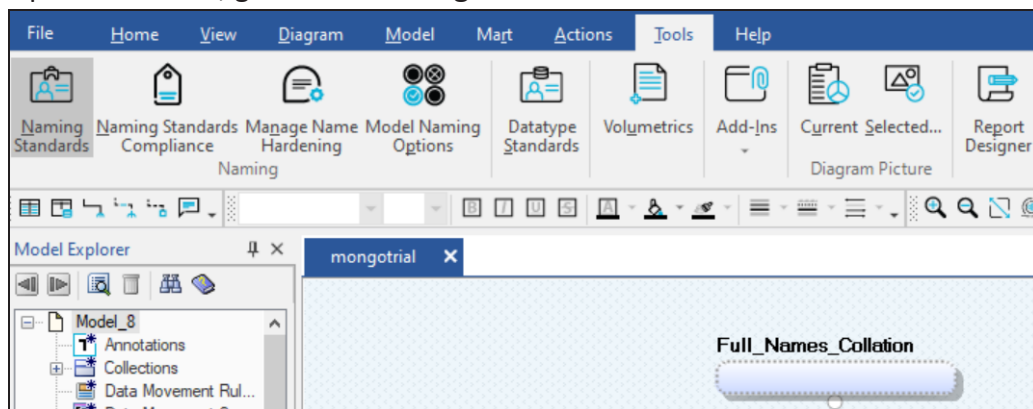 File Home View Diagram Model Mart Actions Tools Help
Naming Standards
Naming Standards Compliance
Manage Name Hardening
Model Naming Options
Datatype Standards
Volumetrics
Add-Ins
Current
Selected...
Report Designer
Naming
Diagram Picture
B I U S A
Model Explorer
mongotrial
Model_8
Annotations
Full_Names_Collation
Collections
Data Movement Rul...